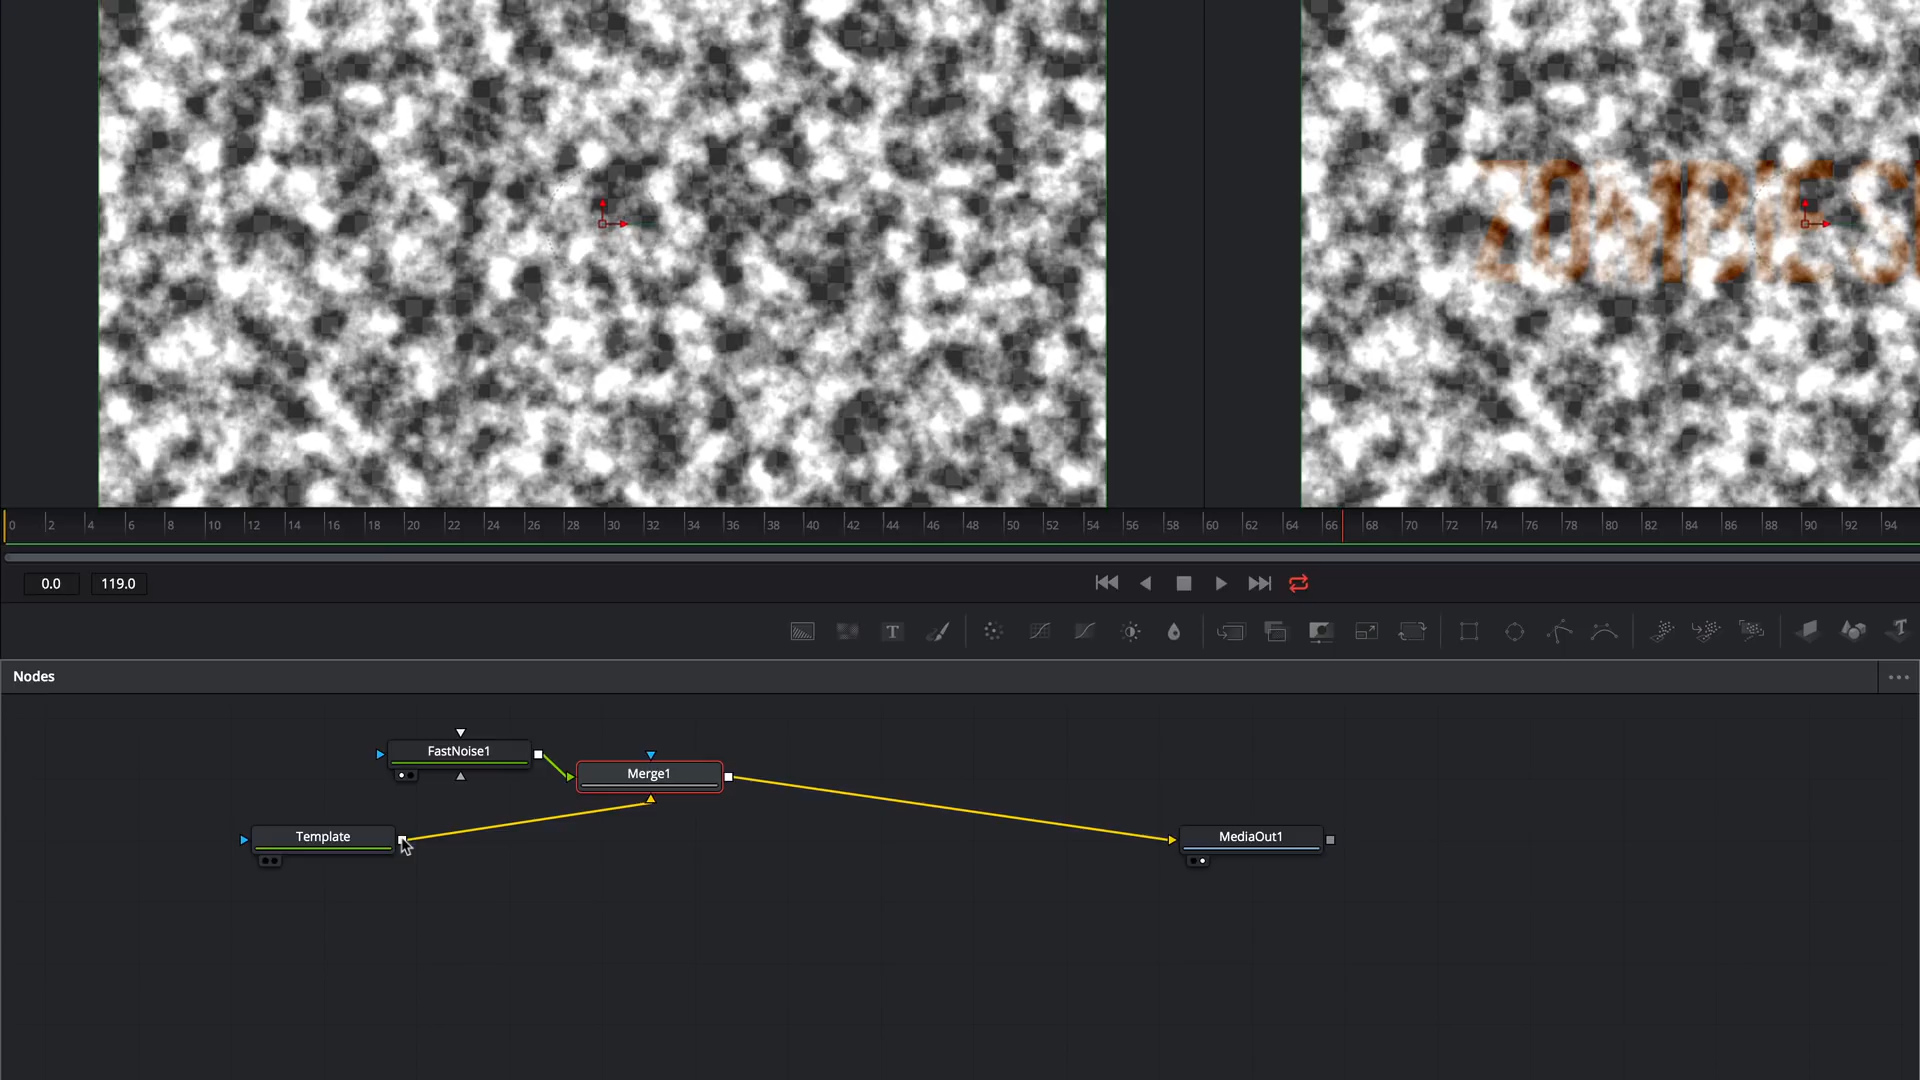 ZOMBIES
0 2 4 6 8 10 12 14 16 18 20 22 24 26 28 30 32 34 36 38 40 42 44 46 48 50 52 54 56 58 60 62 64 66 68 70 72 74 76 78 80 82 84 86 88 90 92 94
0.0 119.0
T T
Nodes
FastNoise1
Merge1
Template
MediaOut1